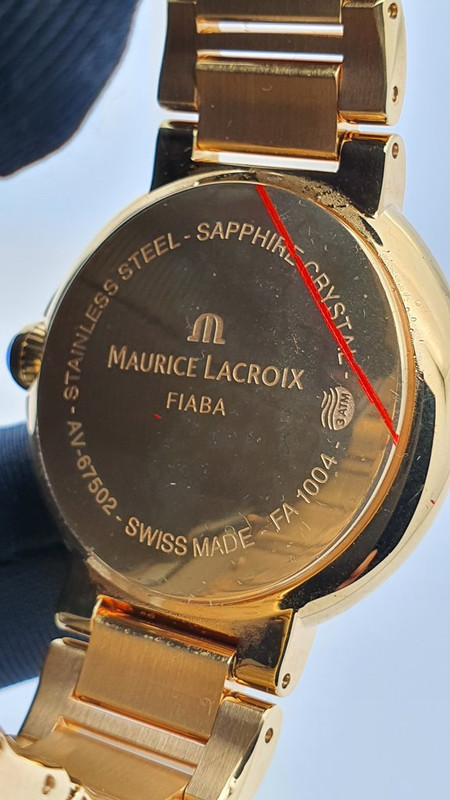 STAINLESS STEEL - SAPPHIRE CRYSTAL -
MAURICE LACROIX
FIABA
3 ATM
AV-67502 - SWISS MADE - FA 1004 -